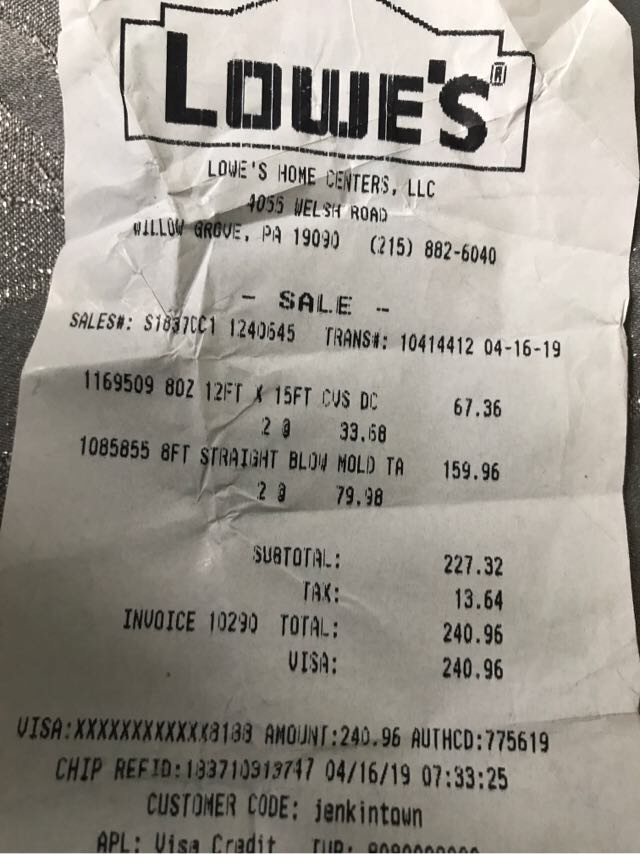 LOWE'S®
LOWE'S HOME CENTERS, LLC
4055 WELSH ROAD
WILLOW GROVE, PA 19090 (215) 882-6040
- SALE -
SALES#: S1837CC1 1240645 TRANS#: 10414412 04-16-19
1169509 8OZ 12FT X 15FT CVS DC 67.36
2 @ 33.68
1085855 8FT STRAIGHT BLOW MOLD TA 159.96
2 @ 79.98
SUBTOTAL: 227.32
TAX: 13.64
INVOICE 10290 TOTAL: 240.96
VISA: 240.96
VISA:XXXXXXXXXXXX8188 AMOUNT:240.96 AUTHCD:775619
CHIP REFID:183710313747 04/16/19 07:33:25
CUSTOMER CODE: jenkintown
APL: Visa Credit TVR: